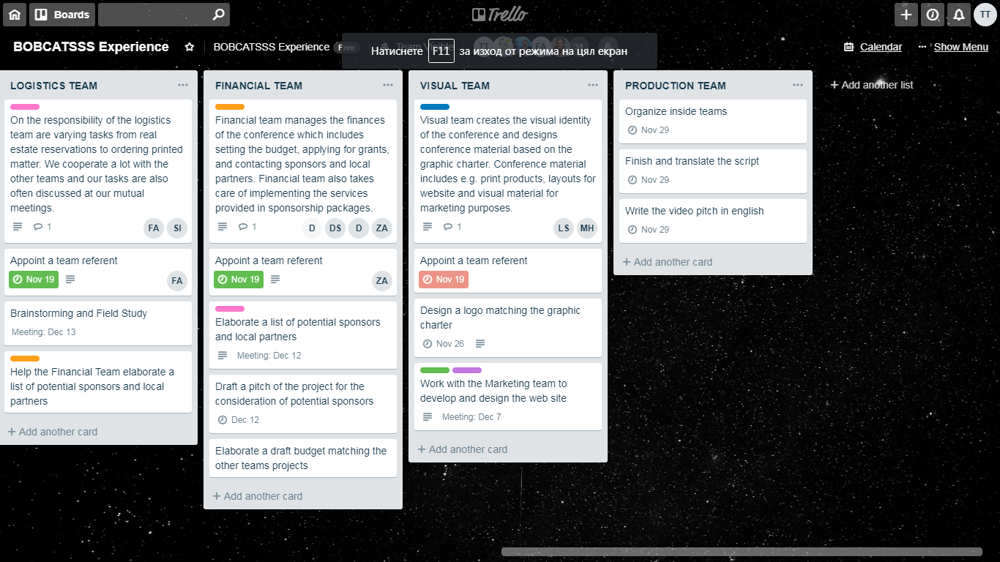 Boards
Trello
TT
BOBCATSSS Experience
BOBCATSSS Experience
Free
Team Visible
Натиснете F11 за изход от режима на цял екран
Calendar
Show Menu
LOGISTICS TEAM
On the responsibility of the logistics
team are varying tasks from real
estate reservations to ordering printed
matter. We cooperate a lot with the
other teams and our tasks are also
often discussed at our mutual
meetings.
1
FA SI
Appoint a team referent
Nov 19
FA
Brainstorming and Field Study
Meeting: Dec 13
Help the Financial Team elaborate a
list of potential sponsors and local
partners
+ Add another card
FINANCIAL TEAM
Financial team manages the finances
of the conference which includes
setting the budget, applying for grants,
and contacting sponsors and local
partners. Financial team also takes
care of implementing the services
provided in sponsorship packages.
1
D DS D ZA
Appoint a team referent
Nov 19
ZA
Elaborate a list of potential sponsors
and local partners
Meeting: Dec 12
Draft a pitch of the project for the
consideration of potential sponsors
Dec 12
Elaborate a draft budget matching the
other teams projects
+ Add another card
VISUAL TEAM
Visual team creates the visual identity
of the conference and designs
conference material based on the
graphic charter. Conference material
includes e.g. print products, layouts for
website and visual material for
marketing purposes.
1
LS MH
Appoint a team referent
Nov 19
Design a logo matching the graphic
charter
Nov 26
Work with the Marketing team to
develop and design the web site
Meeting: Dec 7
+ Add another card
PRODUCTION TEAM
Organize inside teams
Nov 29
Finish and translate the script
Nov 29
Write the video pitch in english
Nov 29
+ Add another card
+ Add another list